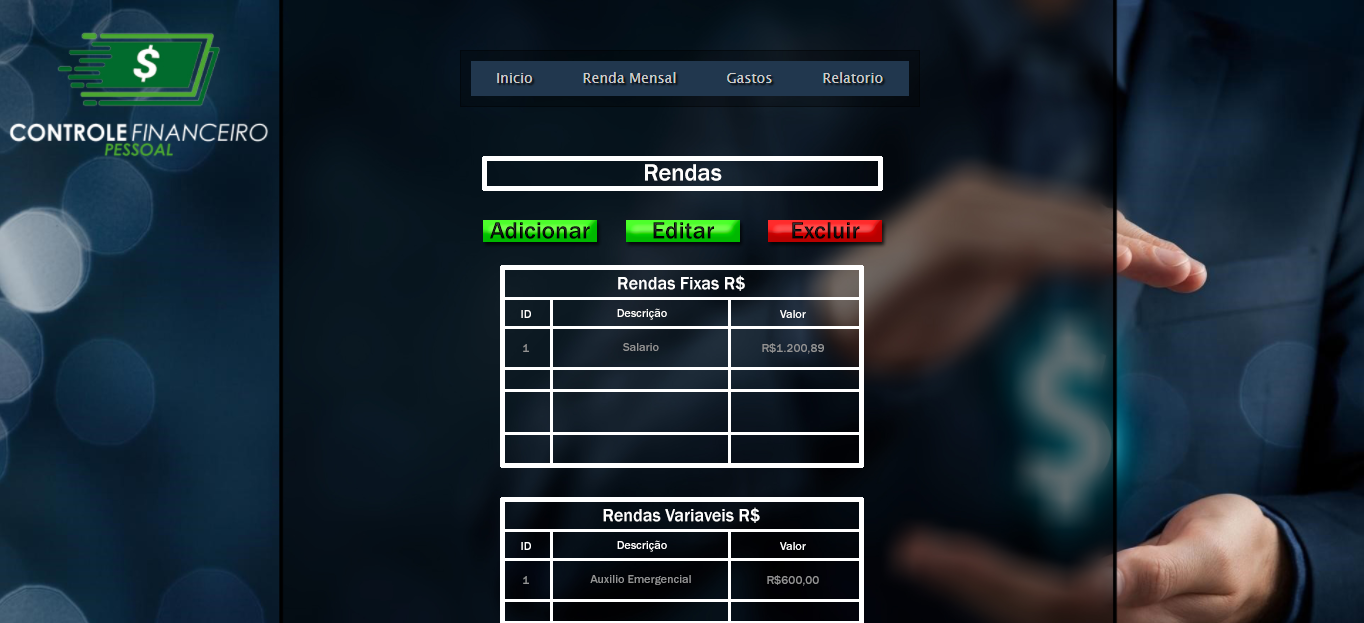 $
CONTROLE FINANCEIRO
PESSOAL
Inicio Renda Mensal Gastos Relatorio
Rendas
Adicionar Editar Excluir
Rendas Fixas R$
ID Descrição Valor
1 Salario R$1.200,89
$
Rendas Variaveis R$
ID Descrição Valor
1 Auxilio Emergencial R$600,00